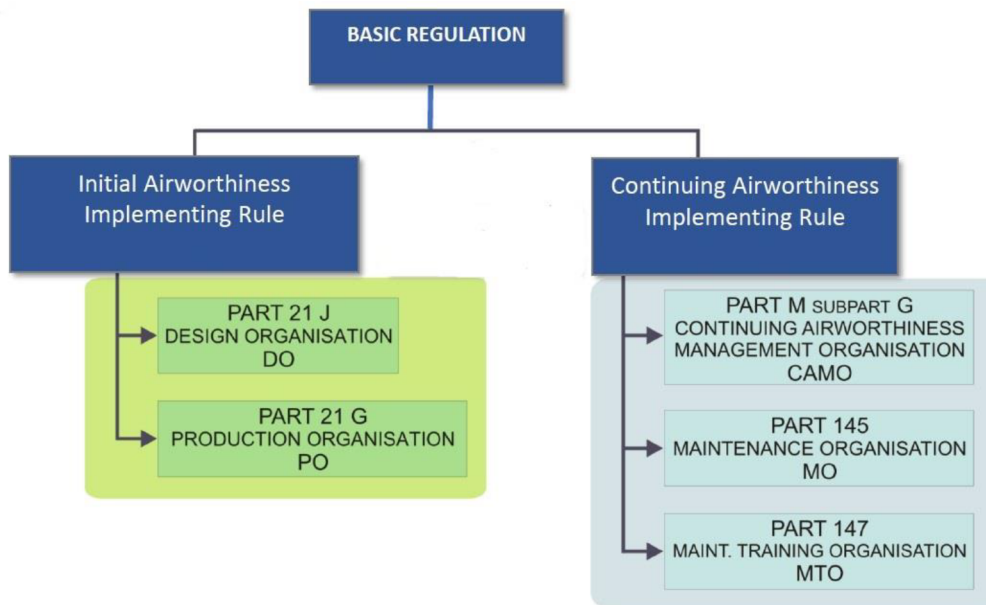 BASIC REGULATION
Initial Airworthiness
Implementing Rule
Continuing Airworthiness
Implementing Rule
PART 21 J
DESIGN ORGANISATION
DO
PART 21 G
PRODUCTION ORGANISATION
PO
PART M SUBPART G
CONTINUING AIRWORTHINESS
MANAGEMENT ORGANISATION
CAMO
PART 145
MAINTENANCE ORGANISATION
MO
PART 147
MAINT. TRAINING ORGANISATION
MTO